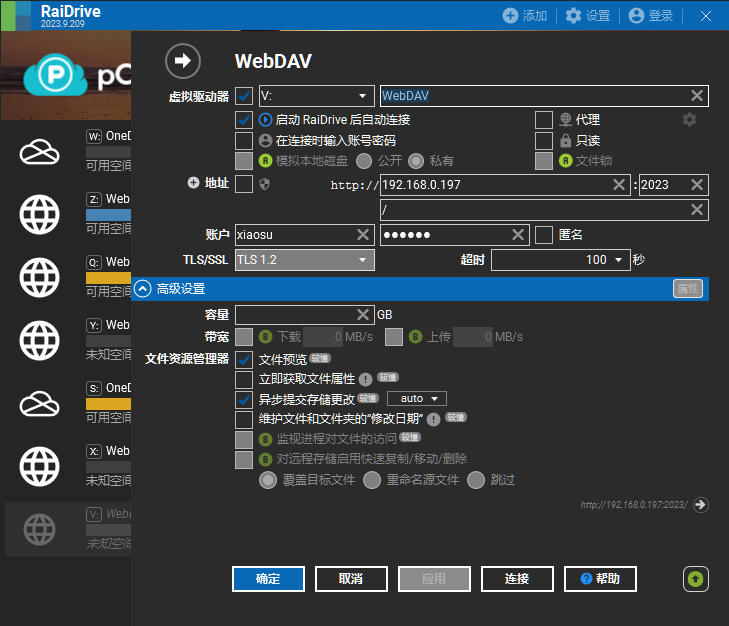 RaiDrive
2023.9.209
添加
设置
登录
pC
WebDAV
虚拟驱动器
V:
WebDAV
启动 RaiDrive 后自动连接
代理
在连接时输入账号密码
只读
模拟本地磁盘
公开
私有
文件锁
地址
http://
192.168.0.197
:
2023
/
账户
xiaosu
●●●●●●
匿名
TLS/SSL
TLS 1.2
超时
100
秒
高级设置
属性
容量
GB
带宽
下载
0
MB/s
上传
0
MB/s
文件资源管理器
文件预览
较慢
立即获取文件属性
较慢
异步提交存储更改
较慢
auto
维护文件和文件夹的“修改日期”
较慢
监视进程对文件的访问
较慢
对远程存储启用快速复制/移动/删除
覆盖目标文件
重命名源文件
跳过
http://192.168.0.197:2023/
确定
取消
应用
连接
帮助
W:
OneD
可用空间
Z:
Web
可用空间
Q:
Web
可用空间
Y:
Web
未知空间
S:
OneD
可用空间
X:
Web
未知空间
V:
Web
未知空间